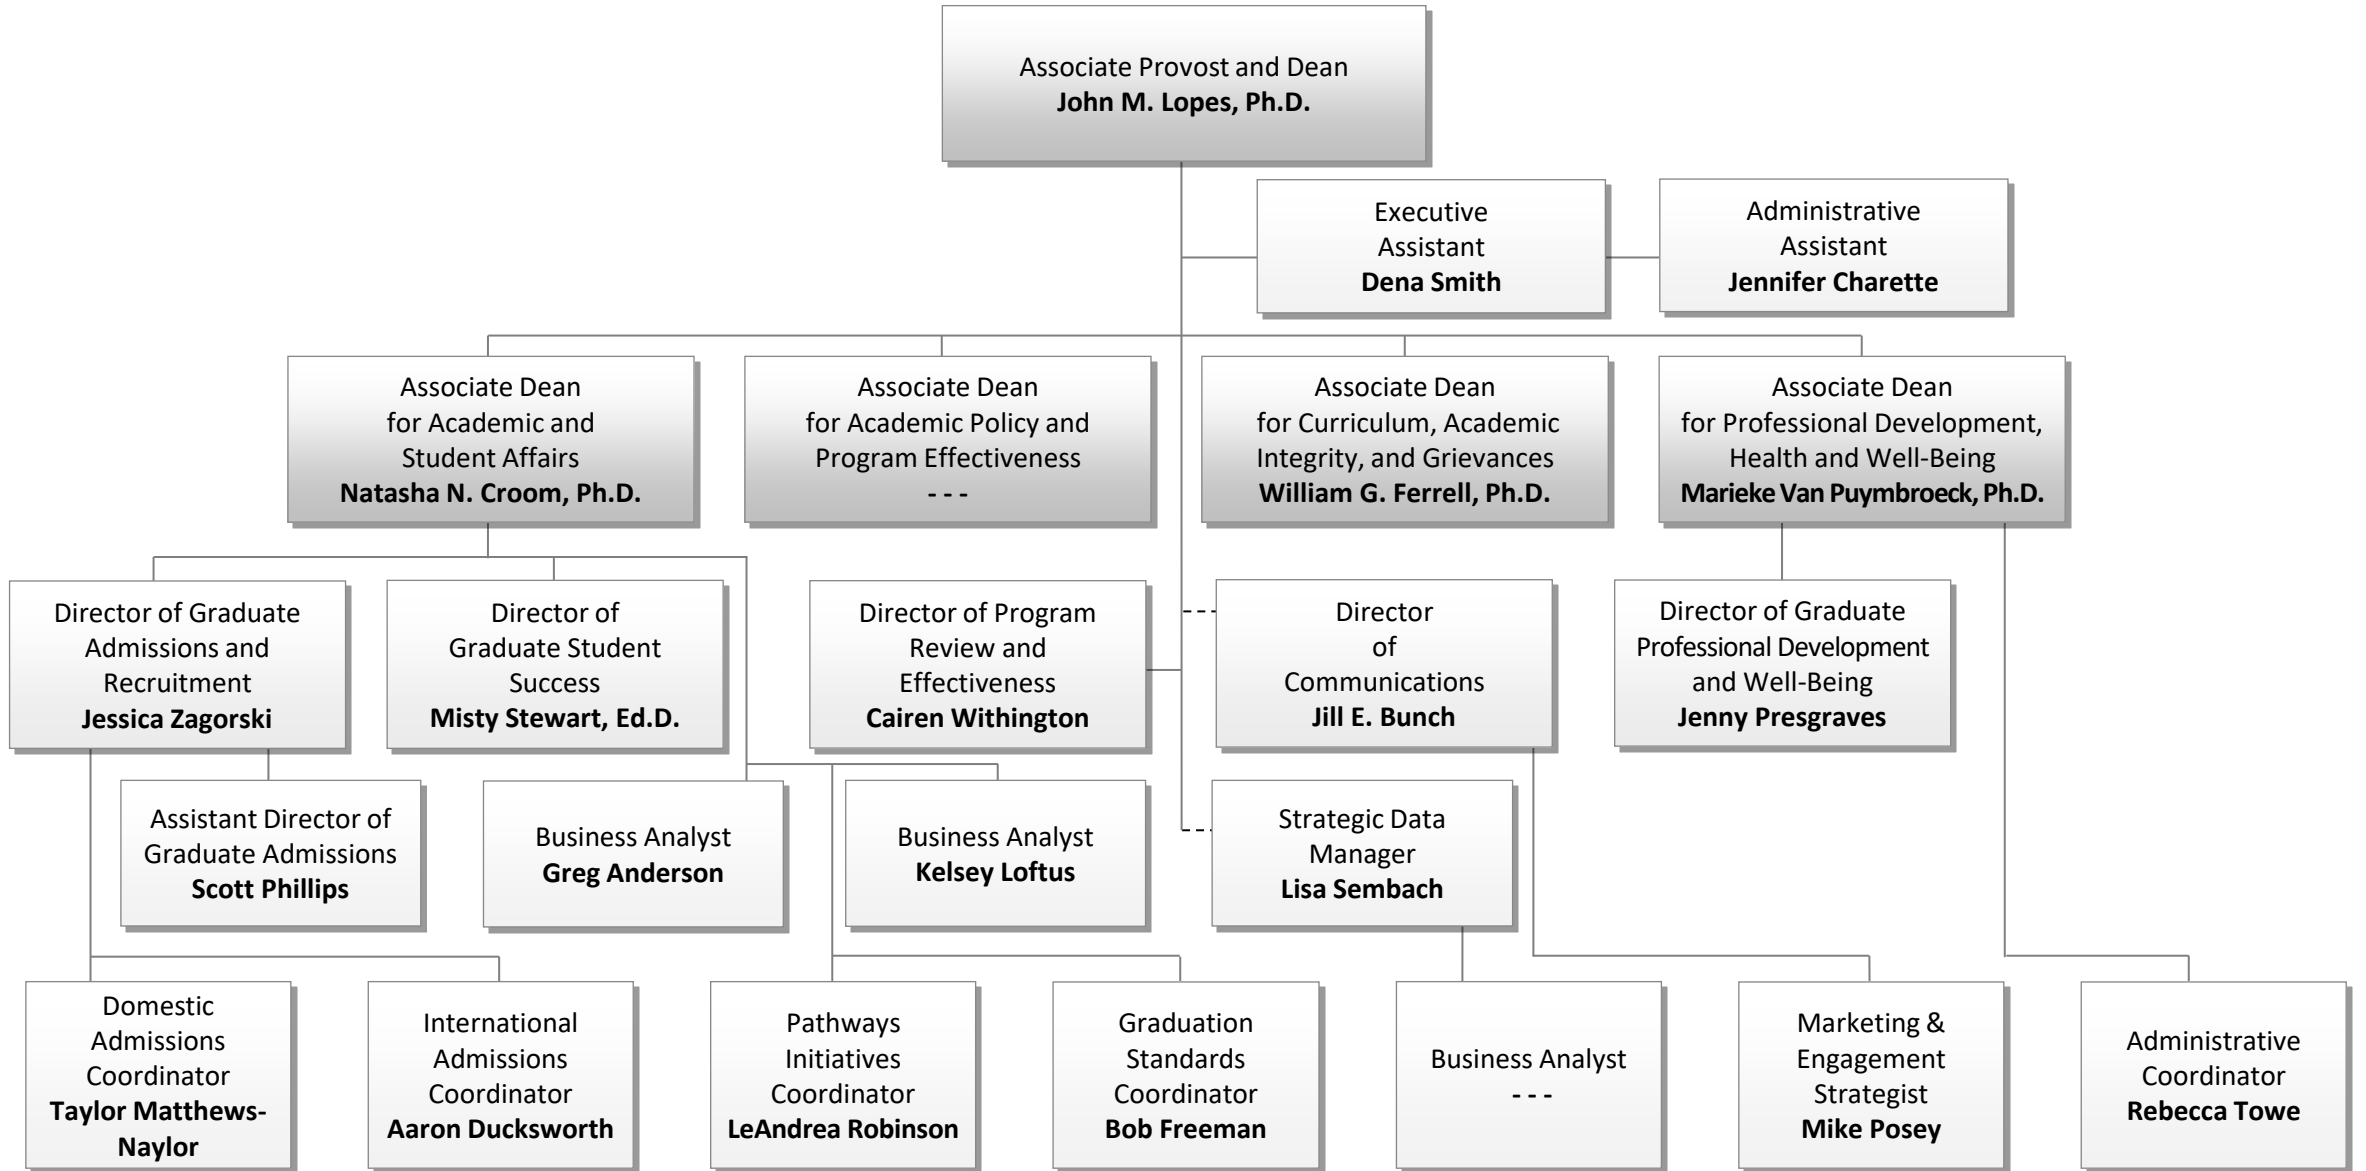 Associate Provost and Dean
John M. Lopes, Ph.D.
Executive
Assistant
Dena Smith
Administrative
Assistant
Jennifer Charette
Associate Dean
for Academic and
Student Affairs
Natasha N. Croom, Ph.D.
Associate Dean
for Academic Policy and
Program Effectiveness
- - -
Associate Dean
for Curriculum, Academic
Integrity, and Grievances
William G. Ferrell, Ph.D.
Associate Dean
for Professional Development,
Health and Well-Being
Marieke Van Puymbroeck, Ph.D.
Director of Graduate
Admissions and
Recruitment
Jessica Zagorski
Director of
Graduate Student
Success
Misty Stewart, Ed.D.
Director of Program
Review and
Effectiveness
Cairen Withington
Director
of
Communications
Jill E. Bunch
Director of Graduate
Professional Development
and Well-Being
Jenny Presgraves
Assistant Director of
Graduate Admissions
Scott Phillips
Business Analyst
Greg Anderson
Business Analyst
Kelsey Loftus
Strategic Data
Manager
Lisa Sembach
Domestic
Admissions
Coordinator
Taylor Matthews-
Naylor
International
Admissions
Coordinator
Aaron Ducksworth
Pathways
Initiatives
Coordinator
LeAndrea Robinson
Graduation
Standards
Coordinator
Bob Freeman
Business Analyst
- - -
Marketing &
Engagement
Strategist
Mike Posey
Administrative
Coordinator
Rebecca Towe